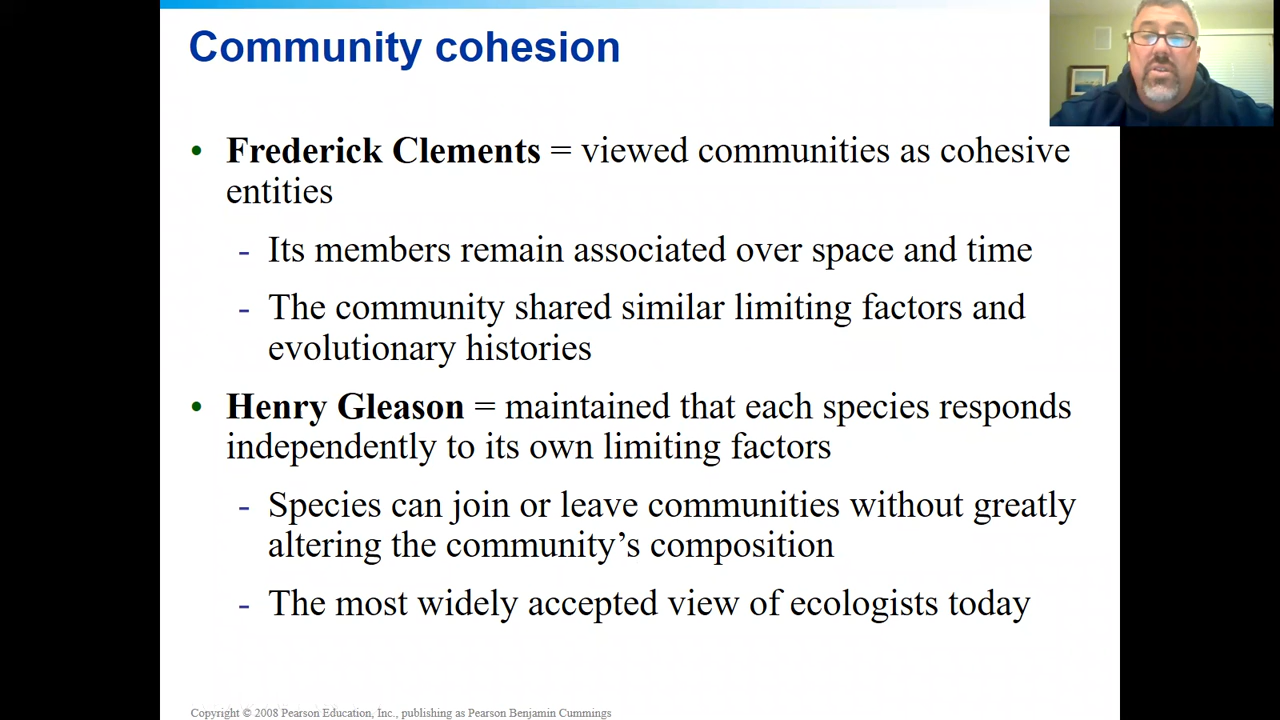 Community cohesion
• Frederick Clements = viewed communities as cohesive
entities
- Its members remain associated over space and time
- The community shared similar limiting factors and
evolutionary histories
• Henry Gleason = maintained that each species responds
independently to its own limiting factors
- Species can join or leave communities without greatly
altering the community’s composition
- The most widely accepted view of ecologists today
Copyright © 2008 Pearson Education, Inc., publishing as Pearson Benjamin Cummings